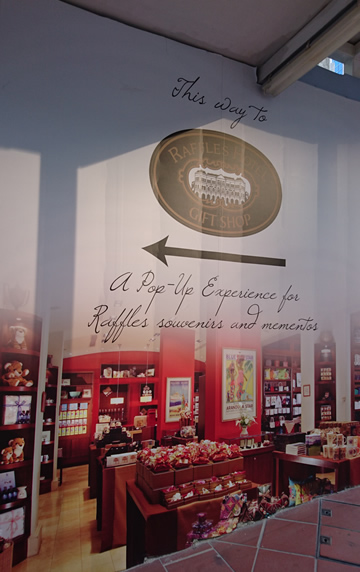 This way to
RAFFLES HOTEL
GIFT SHOP
A Pop-Up Experience for
Raffles souvenirs and mementos